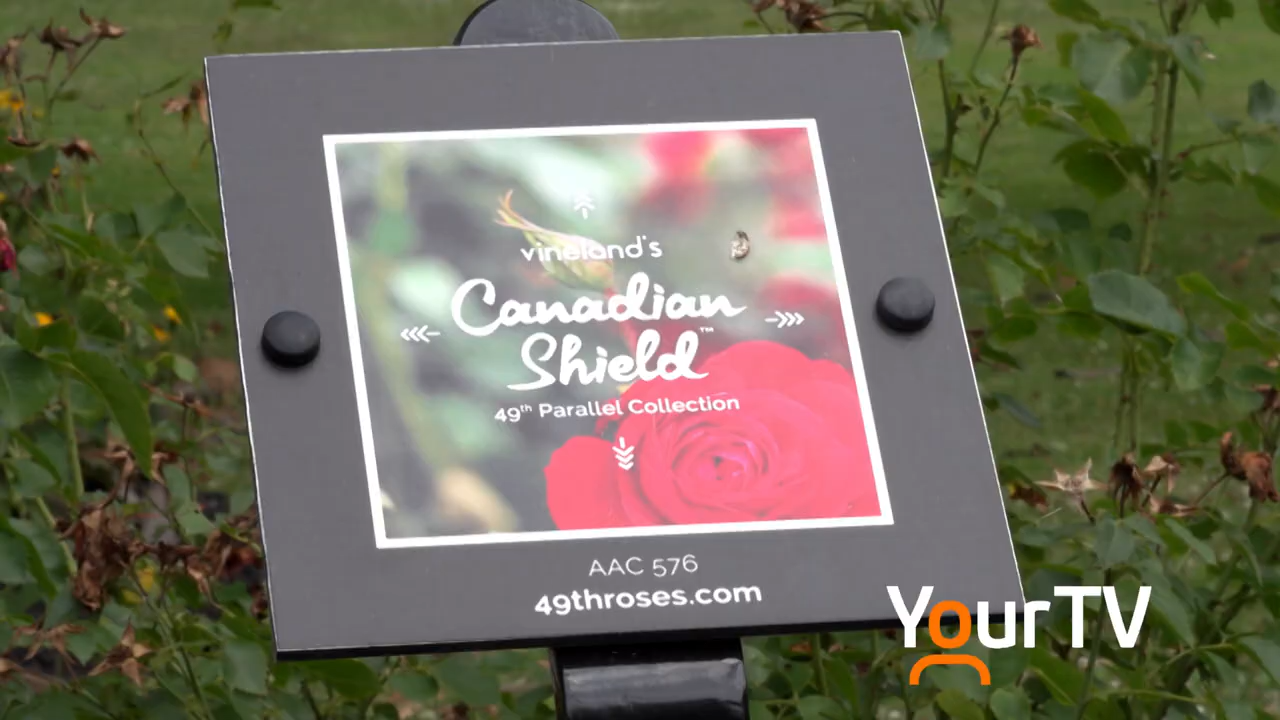 vineland's
Canadian
Shield™
49th Parallel Collection
AAC 576
49throses.com
YourTV